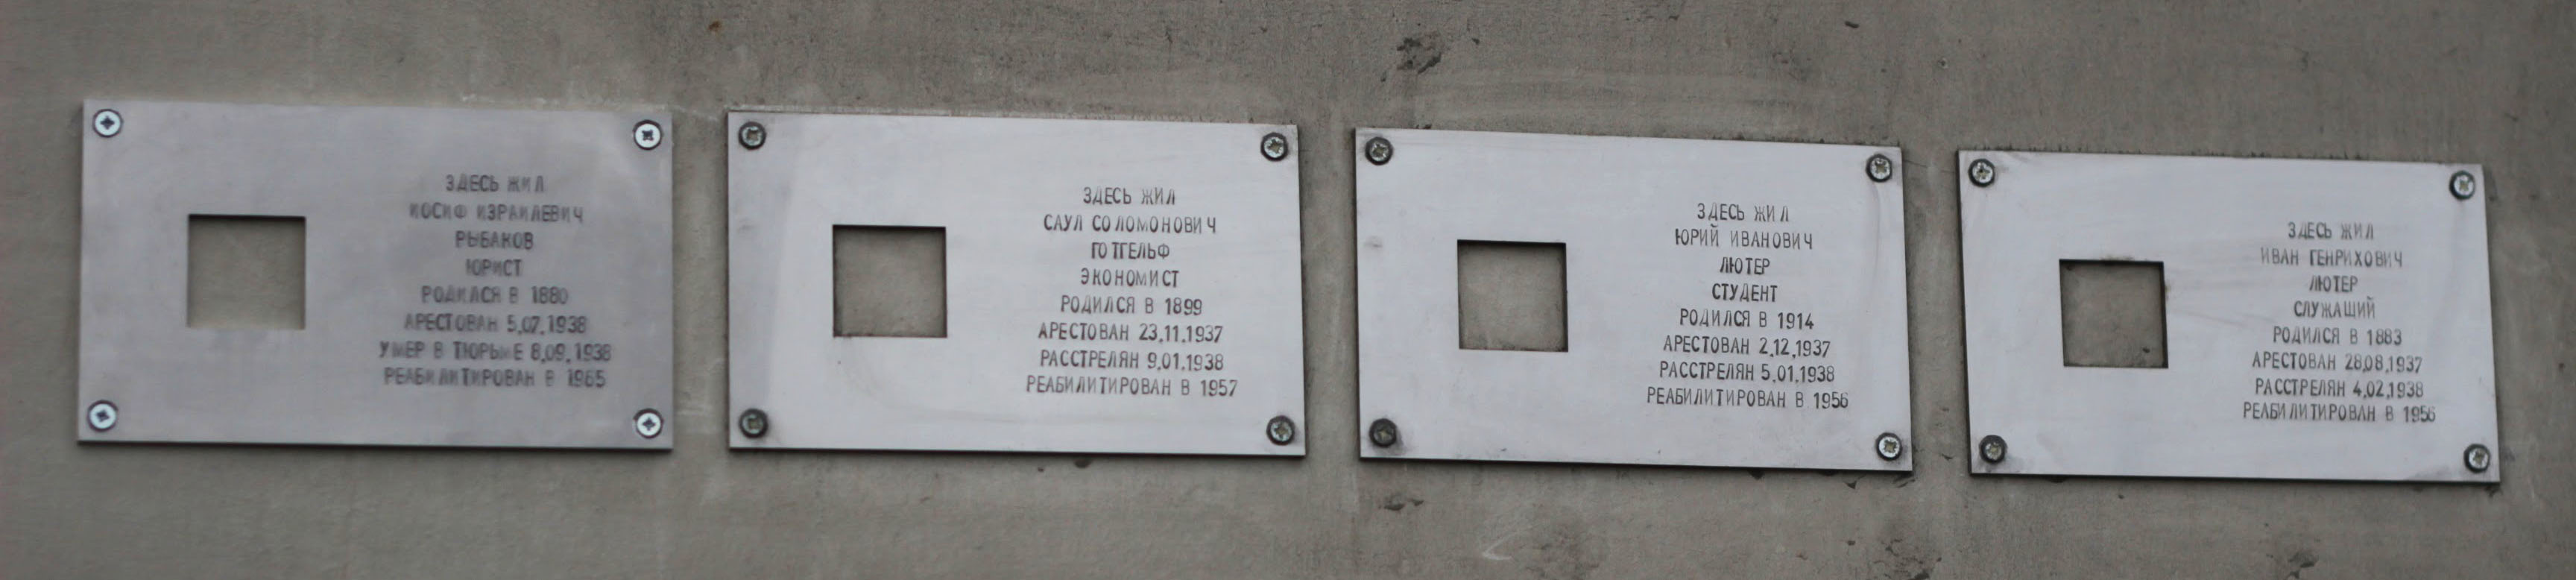 ЗДЕСЬ ЖИЛ
ИОСИФ ИЗРАИЛЕВИЧ
РЫБАКОВ
ЮРИСТ
РОДИЛСЯ В 1880
АРЕСТОВАН 5.07.1938
УМЕР В ТЮРЬМЕ 8.09.1938
РЕАБИЛИТИРОВАН В 1965
ЗДЕСЬ ЖИЛ
САУЛ СОЛОМОНОВИЧ
ГОТГЕЛЬФ
ЭКОНОМИСТ
РОДИЛСЯ В 1899
АРЕСТОВАН 23.11.1937
РАССТРЕЛЯН 9.01.1938
РЕАБИЛИТИРОВАН В 1957
ЗДЕСЬ ЖИЛ
ЮРИЙ ИВАНОВИЧ
ЛЮТЕР
СТУДЕНТ
РОДИЛСЯ В 1914
АРЕСТОВАН 2.12.1937
РАССТРЕЛЯН 5.01.1938
РЕАБИЛИТИРОВАН В 1956
ЗДЕСЬ ЖИЛ
ИВАН ГЕНРИХОВИЧ
ЛЮТЕР
СЛУЖАЩИЙ
РОДИЛСЯ В 1883
АРЕСТОВАН 28.08.1937
РАССТРЕЛЯН 4.02.1938
РЕАБИЛИТИРОВАН В 1956